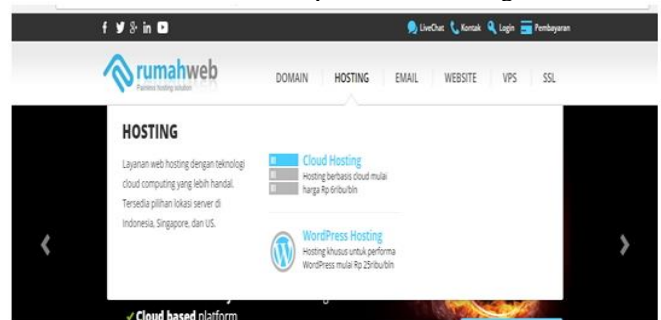 LiveChat Kontak Login Pembayaran
rumahweb
Painless hosting solution
DOMAIN HOSTING EMAIL WEBSITE VPS SSL
HOSTING
Layanan web hosting dengan teknologi
cloud computing yang lebih handal.
Tersedia pilihan lokasi server di
Indonesia, Singapore, dan US.
Cloud Hosting
Hosting berbasis cloud mulai
harga Rp 6ribu/bln
WordPress Hosting
Hosting khusus untuk performa
WordPress mulai Rp 25ribu/bln
Cloud based platform